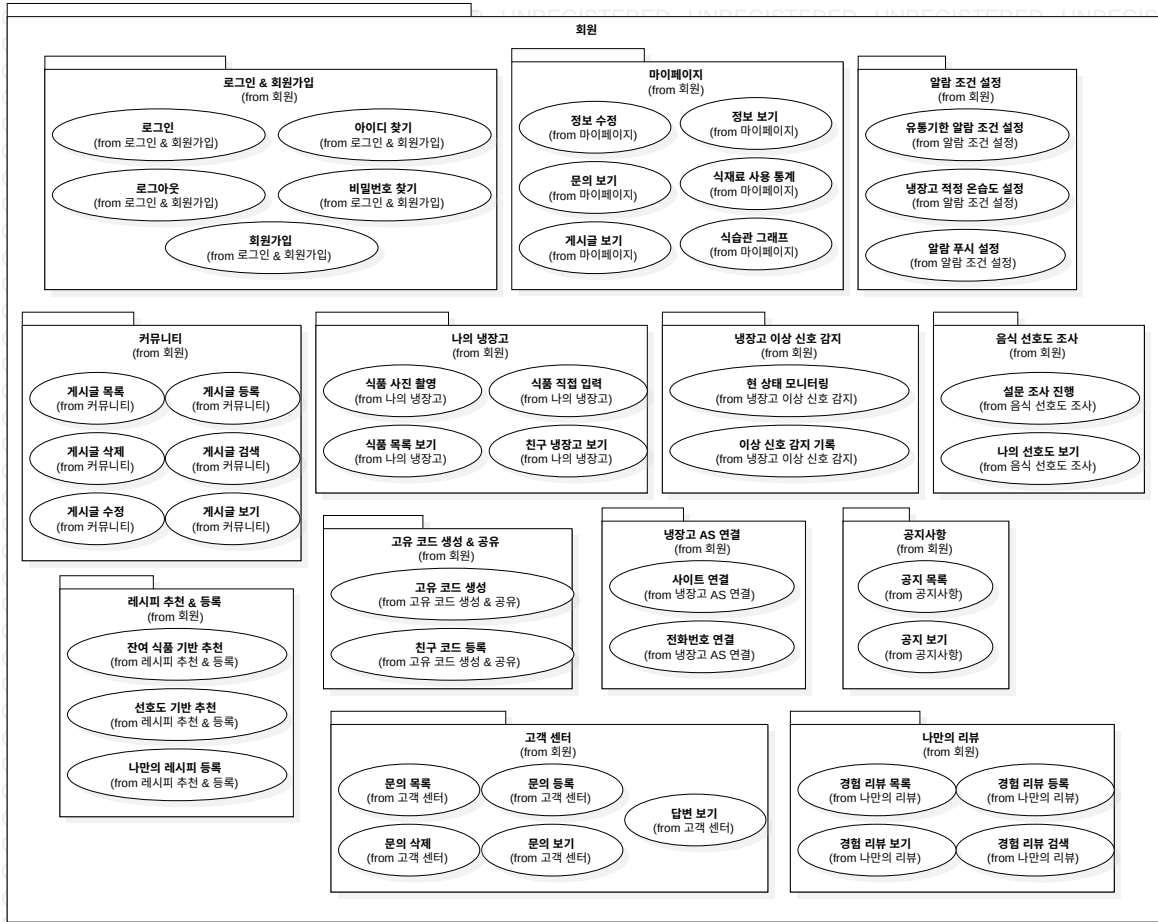 UNREGISTERED UNREGISTERED UNREGISTERED UNREGIS
회원
로그인 & 회원가입
(from 회원)
로그인
(from 로그인 & 회원가입)
아이디 찾기
(from 로그인 & 회원가입)
로그아웃
(from 로그인 & 회원가입)
비밀번호 찾기
(from 로그인 & 회원가입)
회원가입
(from 로그인 & 회원가입)
마이페이지
(from 회원)
정보 수정
(from 마이페이지)
정보 보기
(from 마이페이지)
문의 보기
(from 마이페이지)
식재료 사용 통계
(from 마이페이지)
게시글 보기
(from 마이페이지)
식습관 그래프
(from 마이페이지)
알람 조건 설정
(from 회원)
유통기한 알람 조건 설정
(from 알람 조건 설정)
냉장고 적정 온습도 설정
(from 알람 조건 설정)
알람 푸시 설정
(from 알람 조건 설정)
커뮤니티
(from 회원)
게시글 목록
(from 커뮤니티)
게시글 등록
(from 커뮤니티)
게시글 삭제
(from 커뮤니티)
게시글 검색
(from 커뮤니티)
게시글 수정
(from 커뮤니티)
게시글 보기
(from 커뮤니티)
나의 냉장고
(from 회원)
식품 사진 촬영
(from 나의 냉장고)
식품 직접 입력
(from 나의 냉장고)
식품 목록 보기
(from 나의 냉장고)
친구 냉장고 보기
(from 나의 냉장고)
냉장고 이상 신호 감지
(from 회원)
현 상태 모니터링
(from 냉장고 이상 신호 감지)
이상 신호 감지 기록
(from 냉장고 이상 신호 감지)
음식 선호도 조사
(from 회원)
설문 조사 진행
(from 음식 선호도 조사)
나의 선호도 보기
(from 음식 선호도 조사)
고유 코드 생성 & 공유
(from 회원)
고유 코드 생성
(from 고유 코드 생성 & 공유)
친구 코드 등록
(from 고유 코드 생성 & 공유)
냉장고 AS 연결
(from 회원)
사이트 연결
(from 냉장고 AS 연결)
전화번호 연결
(from 냉장고 AS 연결)
공지사항
(from 회원)
공지 목록
(from 공지사항)
공지 보기
(from 공지사항)
레시피 추천 & 등록
(from 회원)
잔여 식품 기반 추천
(from 레시피 추천 & 등록)
선호도 기반 추천
(from 레시피 추천 & 등록)
나만의 레시피 등록
(from 레시피 추천 & 등록)
고객 센터
(from 회원)
문의 목록
(from 고객 센터)
문의 등록
(from 고객 센터)
답변 보기
(from 고객 센터)
문의 삭제
(from 고객 센터)
문의 보기
(from 고객 센터)
나만의 리뷰
(from 회원)
경험 리뷰 목록
(from 나만의 리뷰)
경험 리뷰 등록
(from 나만의 리뷰)
경험 리뷰 보기
(from 나만의 리뷰)
경험 리뷰 검색
(from 나만의 리뷰)